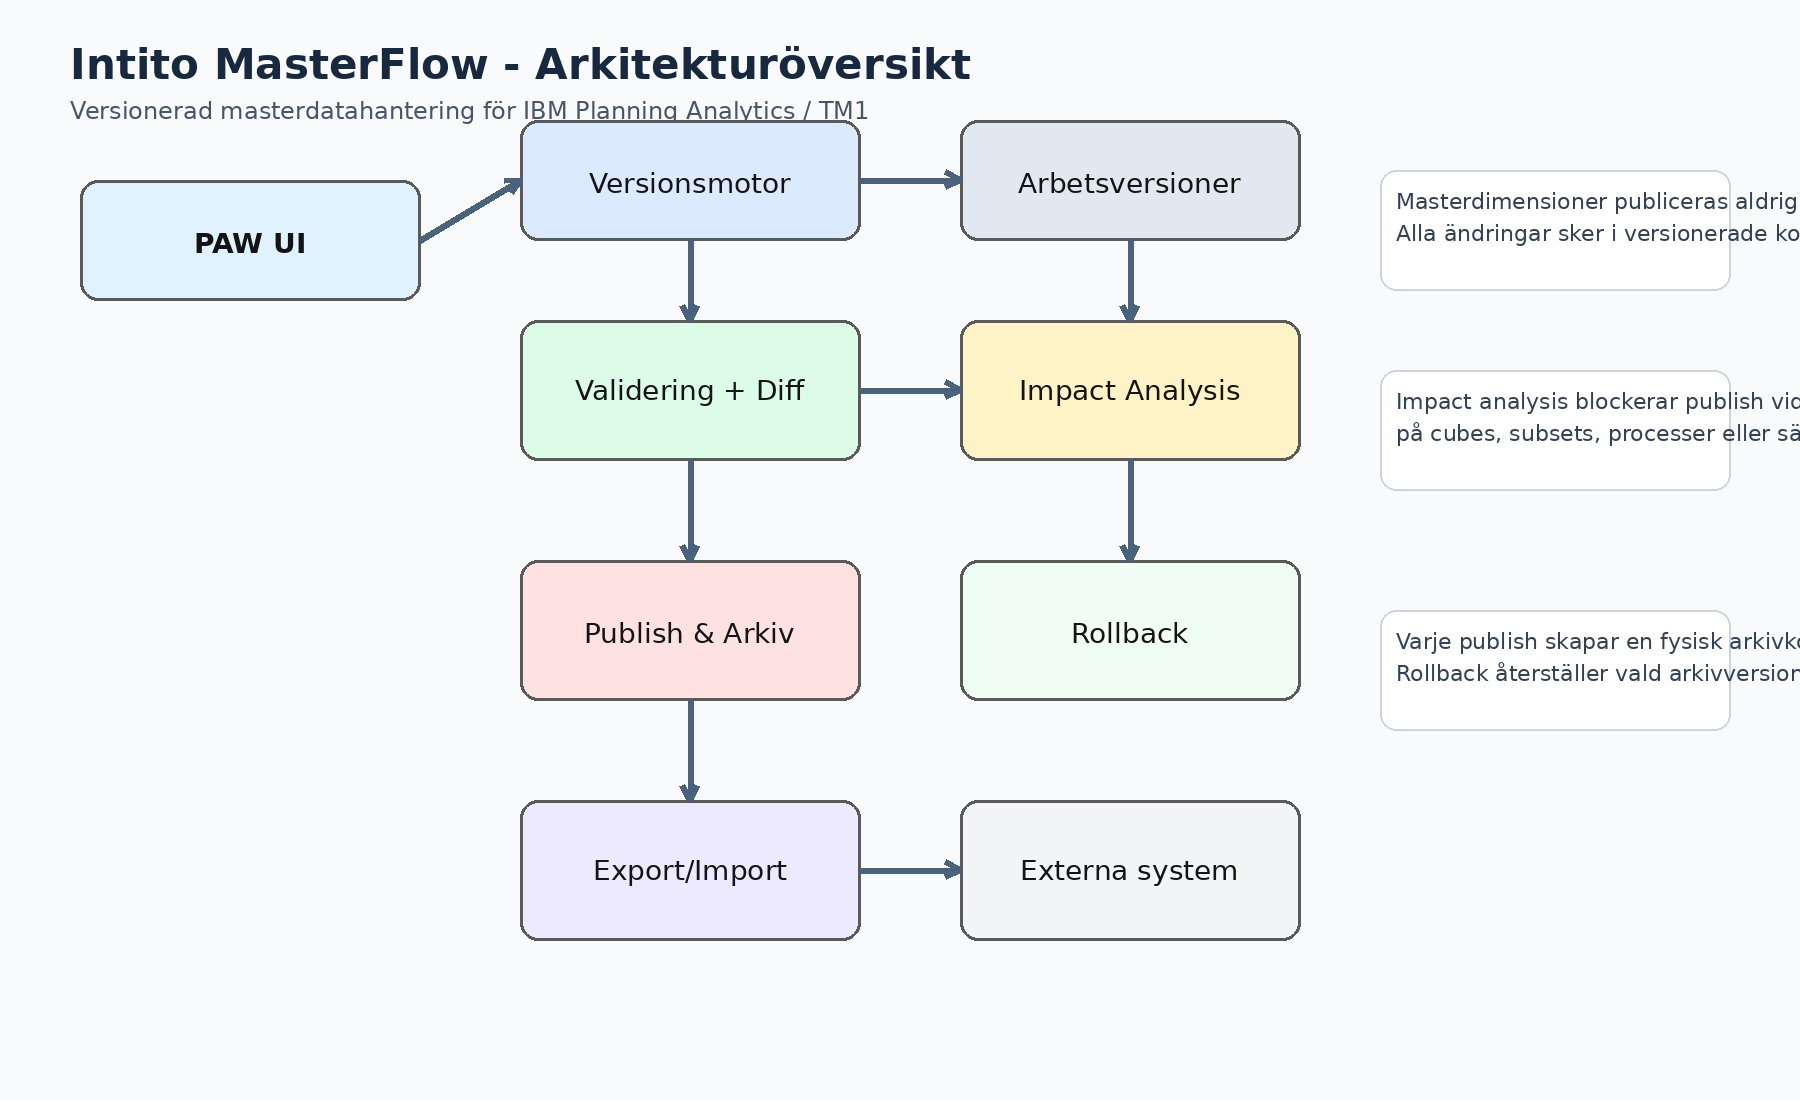 Intito MasterFlow - Arkitekturöversikt
Versionerad masterdatahantering för IBM Planning Analytics / TM1
PAW UI
Versionsmotor
Arbetsversioner
Masterdimensioner publiceras aldrig
Alla ändringar sker i versionerade
Validering + Diff
Impact Analysis
Impact analysis blockerar publish
på cubes, subsets, processer eller
Publish & Arkiv
Rollback
Varje publish skapar en fysisk
Rollback återställer vald arkivversion
Export/Import
Externa system